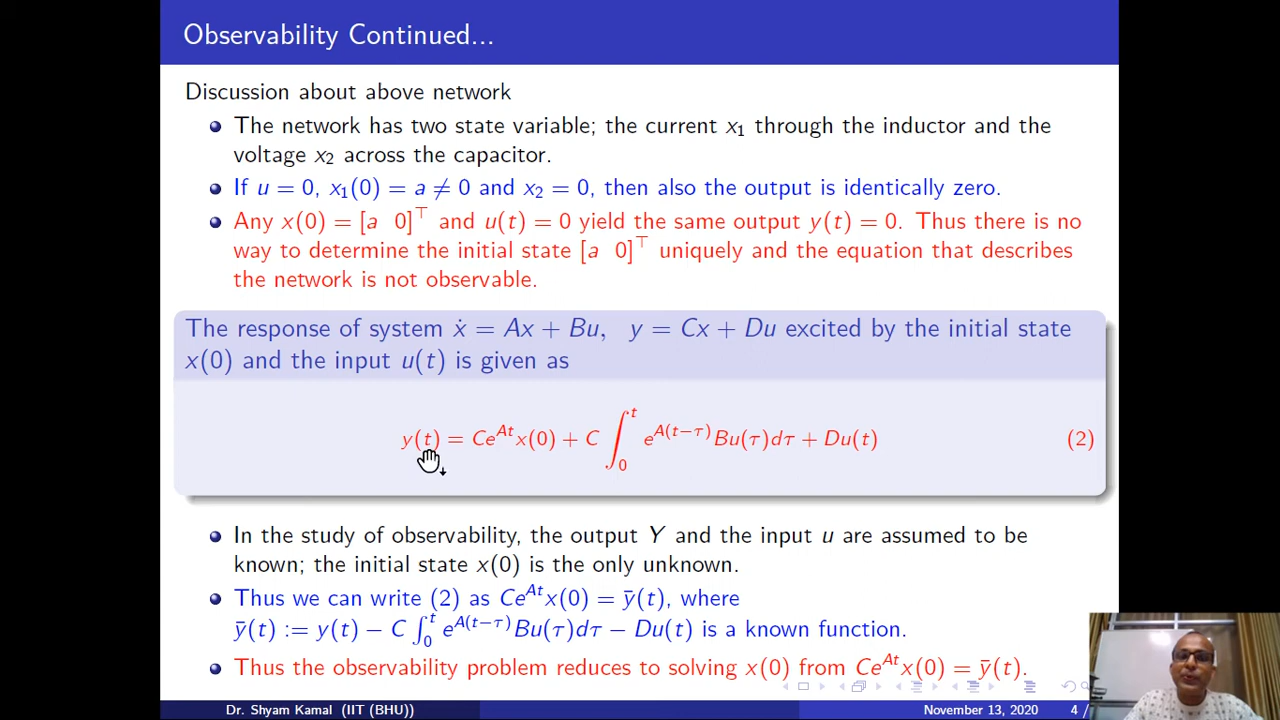 Observability Continued...
Discussion about above network
The network has two state variable; the current x₁ through the inductor and the
voltage x₂ across the capacitor.
If u = 0, x₁(0) = a ≠ 0 and x₂ = 0, then also the output is identically zero.
Any x(0) = [a 0]⊤ and u(t) = 0 yield the same output y(t) = 0. Thus there is no
way to determine the initial state [a 0]⊤ uniquely and the equation that describes
the network is not observable.
The response of system ẋ = Ax + Bu, y = Cx + Du excited by the initial state
x(0) and the input u(t) is given as
y(t) = Ce^{At}x(0) + C ∫₀ᵗ e^{A(t−τ)}Bu(τ)dτ + Du(t) (2)
In the study of observability, the output Y and the input u are assumed to be
known; the initial state x(0) is the only unknown.
Thus we can write (2) as Ce^{At}x(0) = ȳ(t), where
ȳ(t) := y(t) − C ∫₀ᵗ e^{A(t−τ)}Bu(τ)dτ − Du(t) is a known function.
Thus the observability problem reduces to solving x(0) from Ce^{At}x(0) = ȳ(t).
Dr. Shyam Kamal (IIT (BHU)) November 13, 2020 4 /